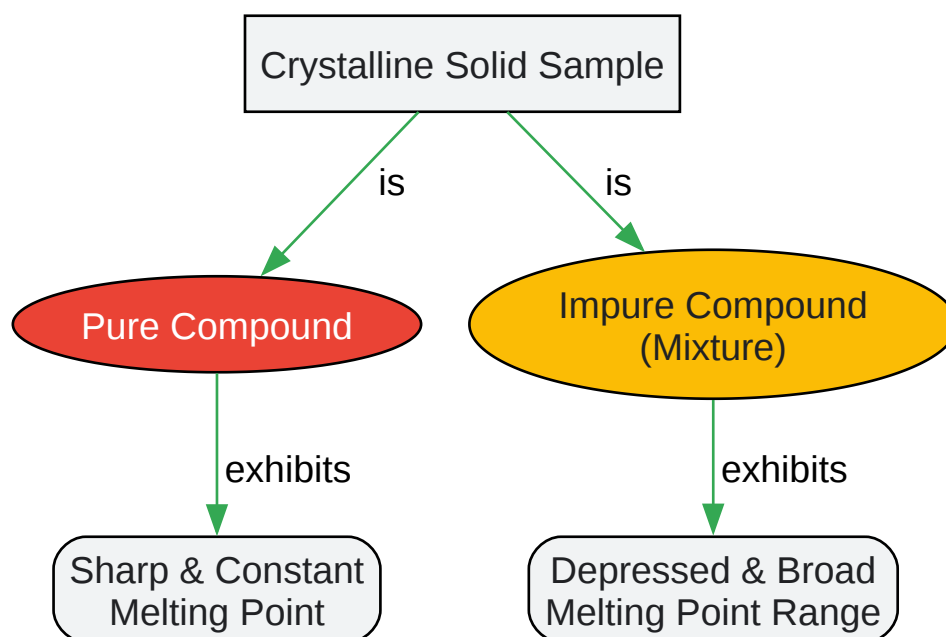 Crystalline Solid Sample
is
is
Pure Compound
Impure Compound
(Mixture)
exhibits
exhibits
Sharp & Constant
Melting Point
Depressed & Broad
Melting Point Range